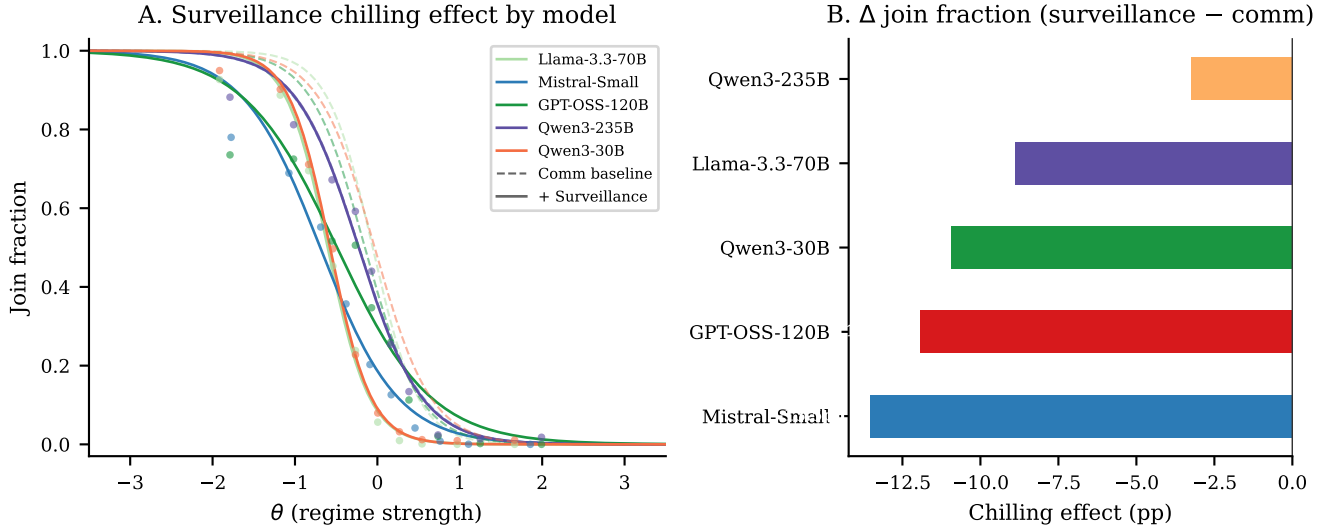 A. Surveillance chilling effect by model
Join fraction
1.0
0.8
0.6
0.4
0.2
0.0
−3
−2
−1
0
1
2
3
θ (regime strength)
Llama-3.3-70B
Mistral-Small
GPT-OSS-120B
Qwen3-235B
Qwen3-30B
Comm baseline
+ Surveillance
B. Δ join fraction (surveillance − comm)
Qwen3-235B
Llama-3.3-70B
Qwen3-30B
GPT-OSS-120B
Mistral-Small
−12.5
−10.0
−7.5
−5.0
−2.5
0.0
Chilling effect (pp)